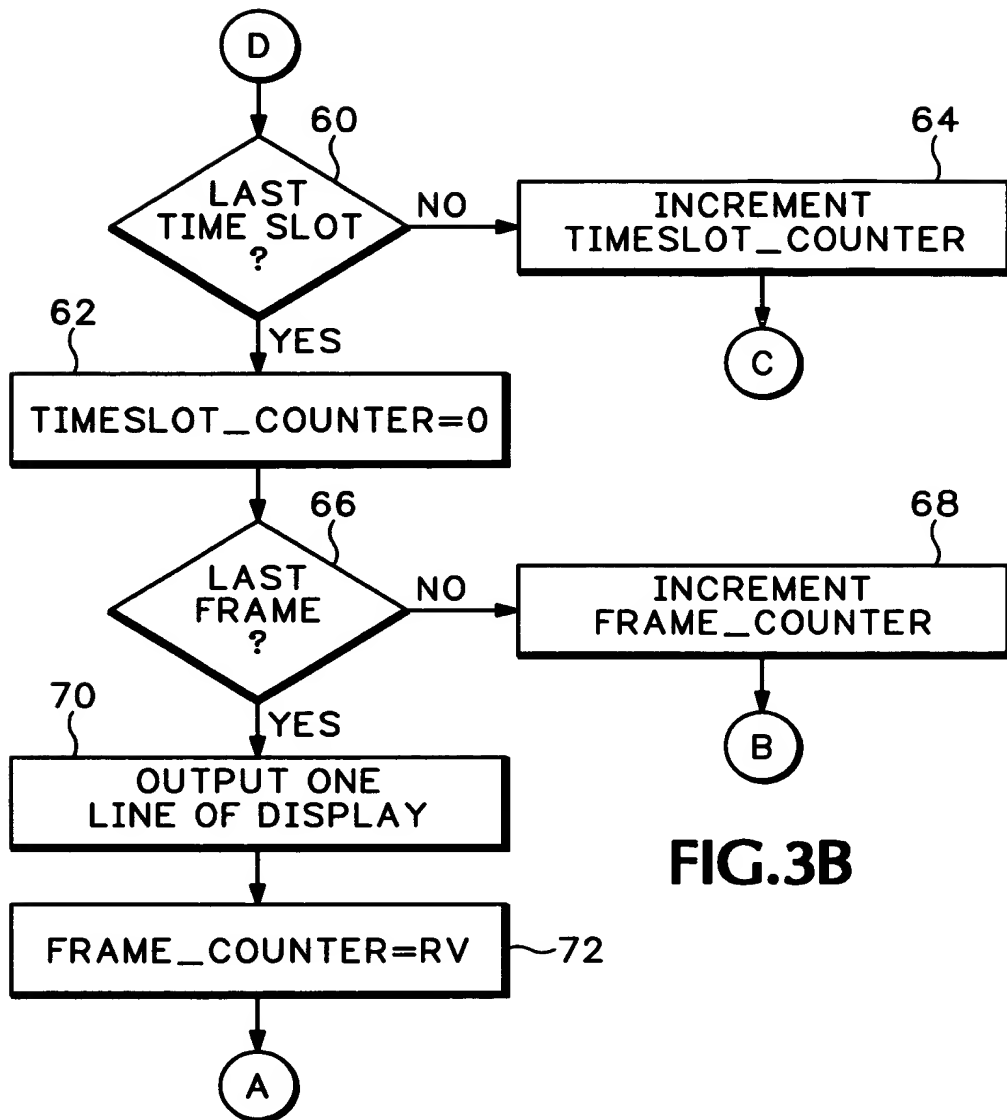 D
60
LAST
TIME SLOT
?
NO
64
INCREMENT
TIMESLOT_COUNTER
C
YES
62
TIMESLOT_COUNTER=0
66
LAST
FRAME
?
NO
68
INCREMENT
FRAME_COUNTER
B
YES
70
OUTPUT ONE
LINE OF DISPLAY
FRAME_COUNTER=RV
72
A
FIG.3B